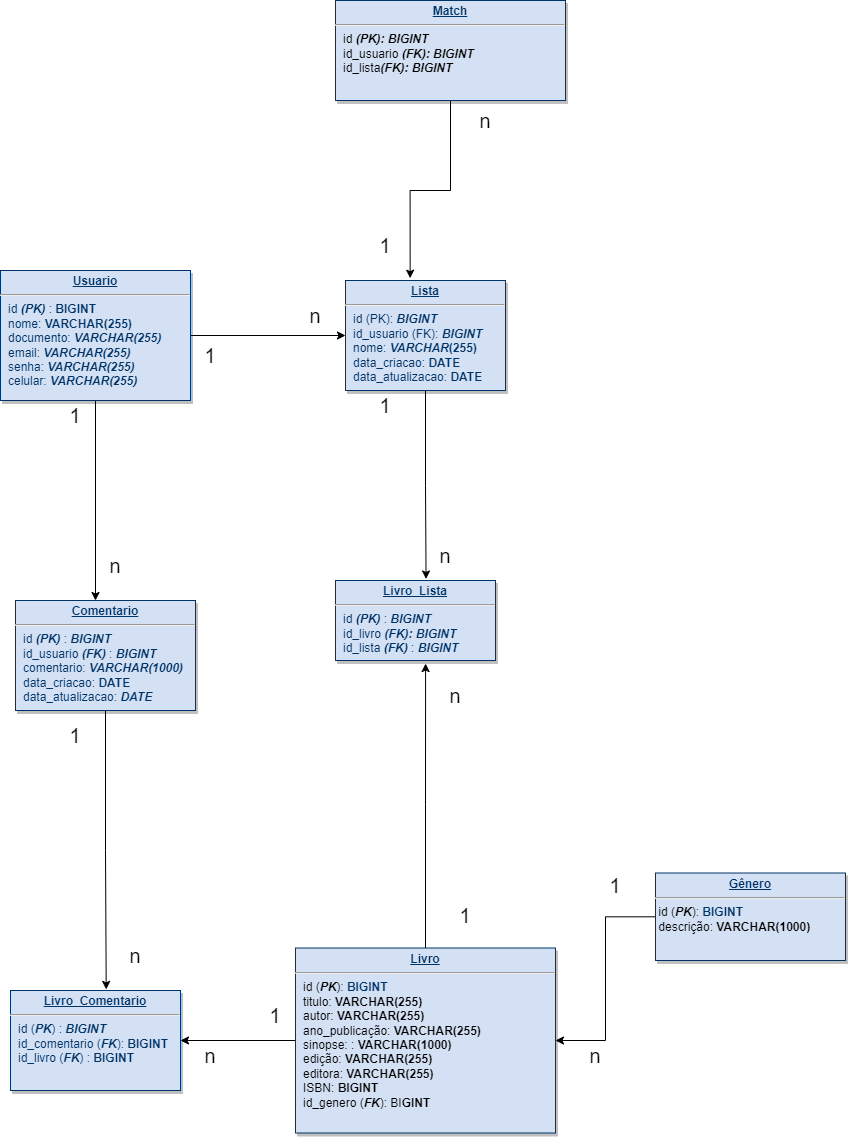 Match
id (PK): BIGINT
id_usuario (FK): BIGINT
id_lista(FK): BIGINT
n
1
Usuario
id (PK) : BIGINT
nome: VARCHAR(255)
documento: VARCHAR(255)
email: VARCHAR(255)
senha: VARCHAR(255)
celular: VARCHAR(255)
n
1
Lista
id (PK): BIGINT
id_usuario (FK): BIGINT
nome: VARCHAR(255)
data_criacao: DATE
data_atualizacao: DATE
1
1
n
n
Comentario
id (PK) : BIGINT
id_usuario (FK) : BIGINT
comentario: VARCHAR(1000)
data_criacao: DATE
data_atualizacao: DATE
Livro_Lista
id (PK) : BIGINT
id_livro (FK): BIGINT
id_lista (FK) : BIGINT
1
n
n
1
1
Gênero
id (PK): BIGINT
descrição: VARCHAR(1000)
Livro_Comentario
id (PK) : BIGINT
id_comentario (FK): BIGINT
id_livro (FK) : BIGINT
1
n
Livro
id (PK): BIGINT
titulo: VARCHAR(255)
autor: VARCHAR(255)
ano_publicação: VARCHAR(255)
sinopse: : VARCHAR(1000)
edição: VARCHAR(255)
editora: VARCHAR(255)
ISBN: BIGINT
id_genero (FK): BIGINT
n